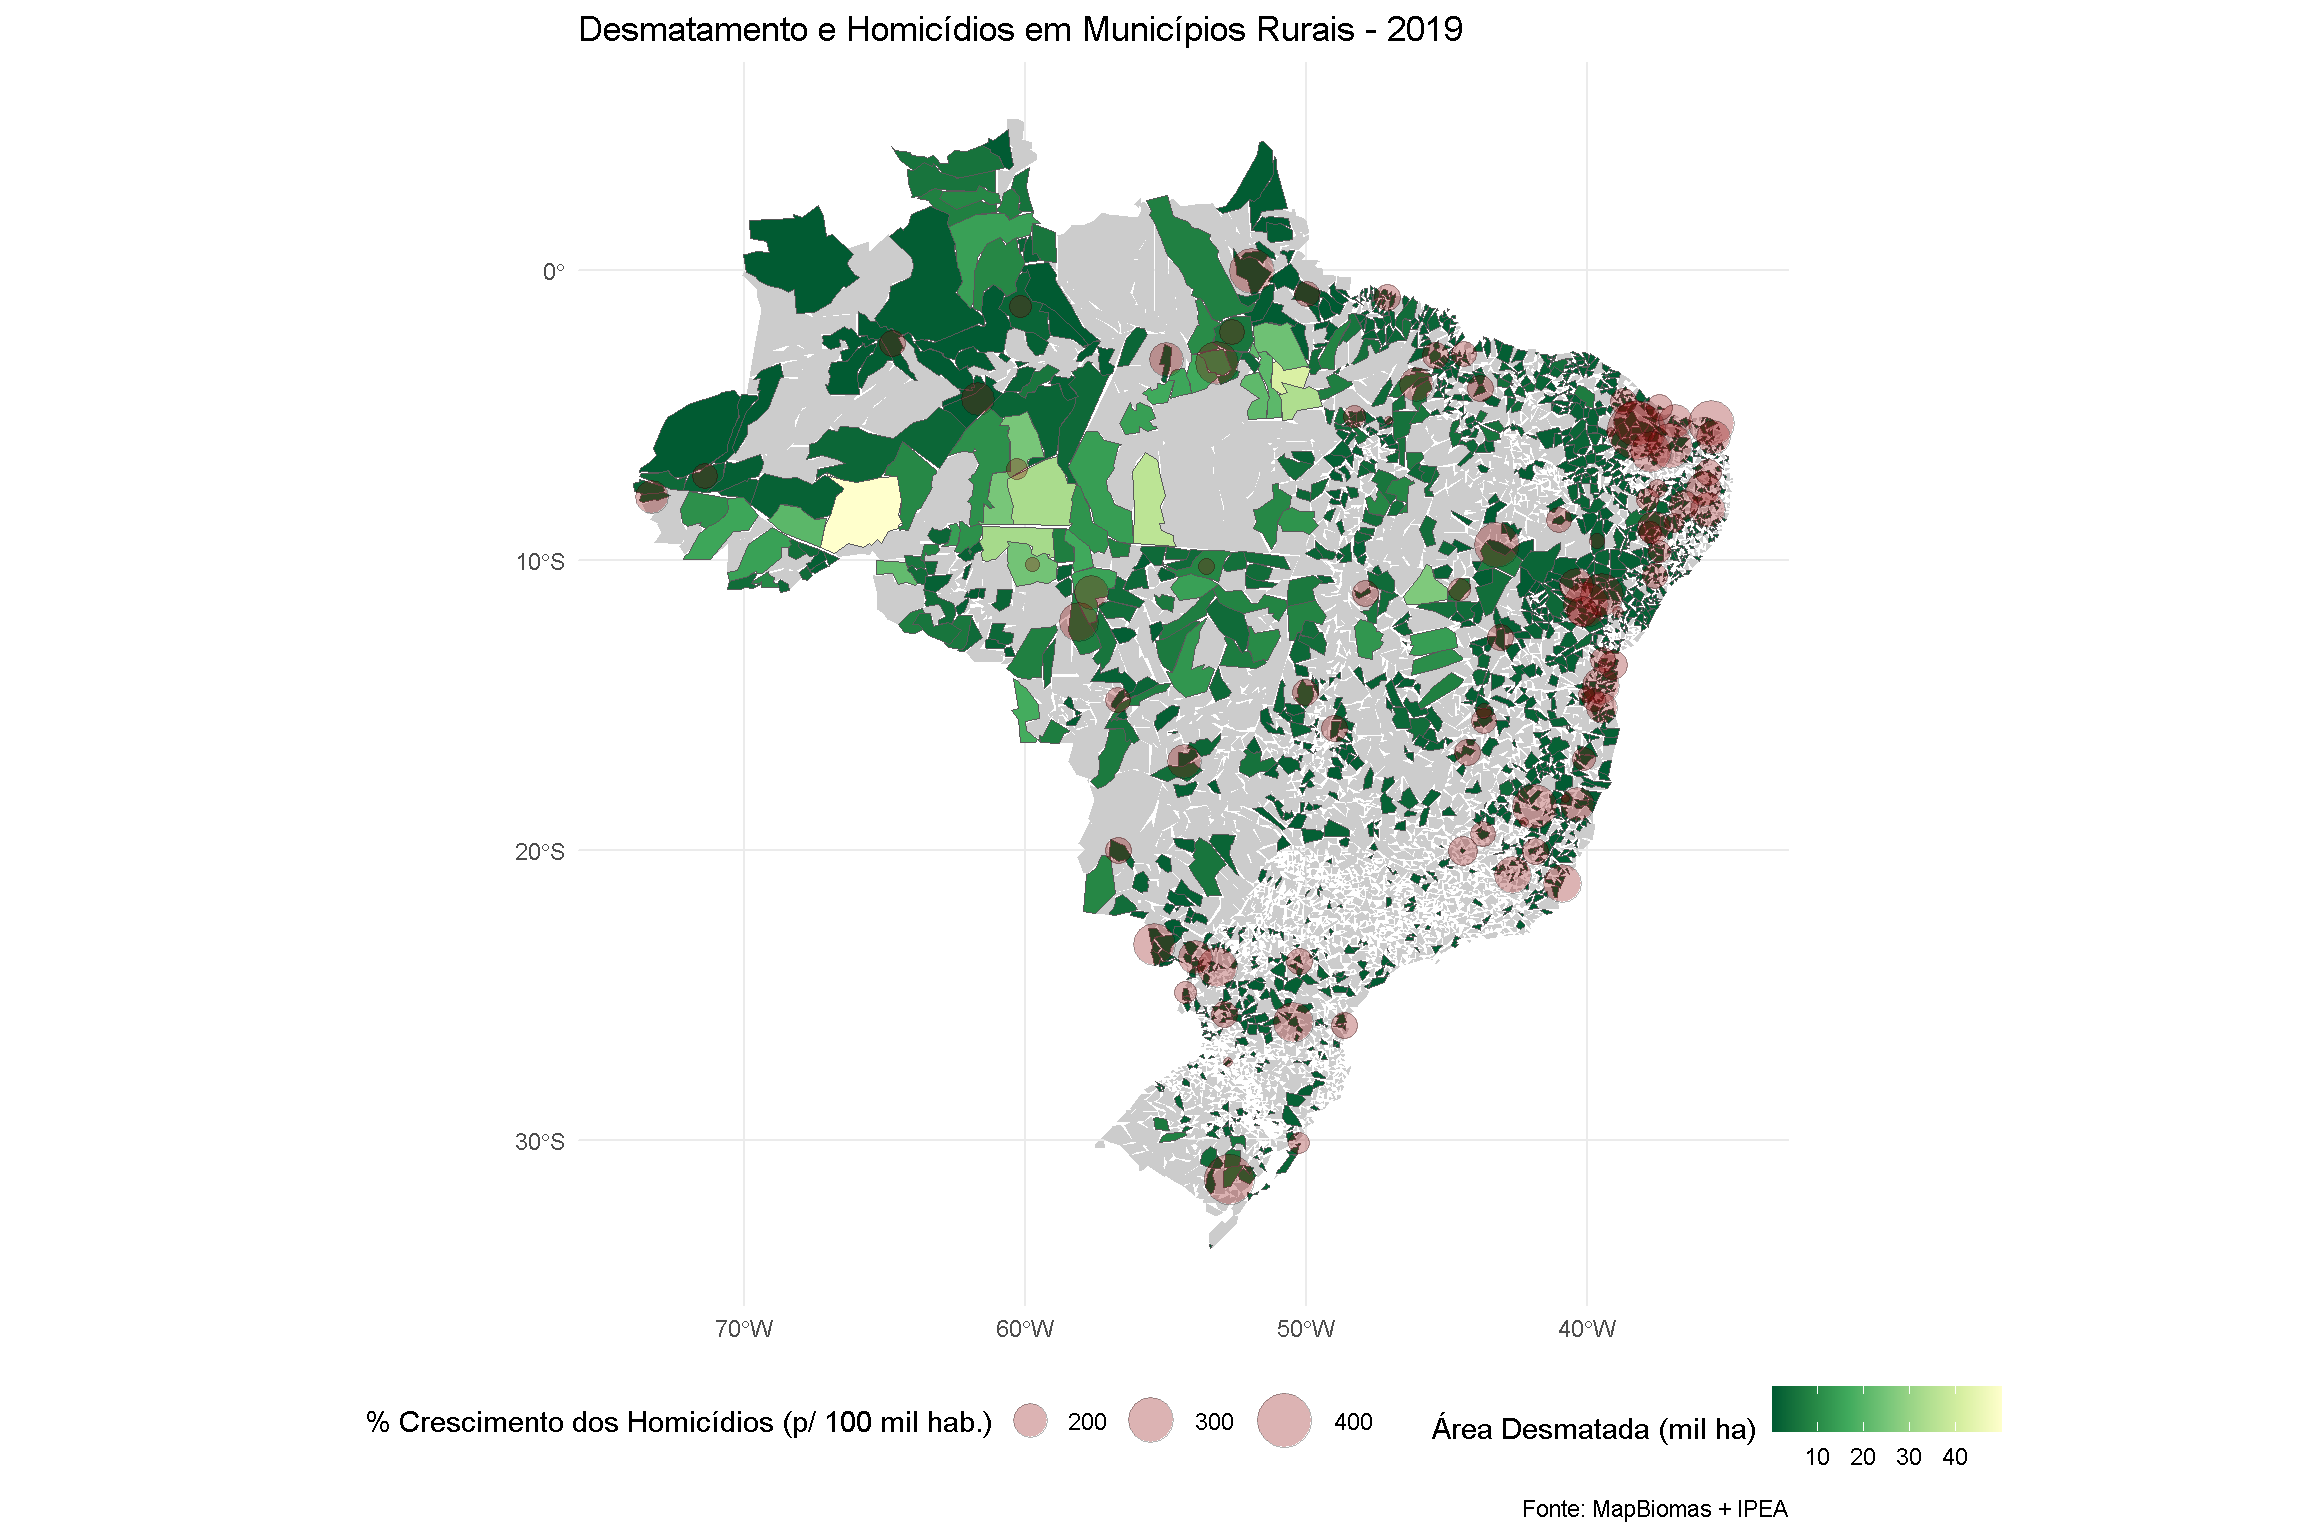 Desmatamento e Homicídios em Municípios Rurais - 2019
0°
10°S
20°S
30°S
70°W 60°W 50°W 40°W
% Crescimento dos Homicídios (p/ 100 mil hab.) 200 300 400
Área Desmatada (mil ha) 10 20 30 40
Fonte: MapBiomas + IPEA